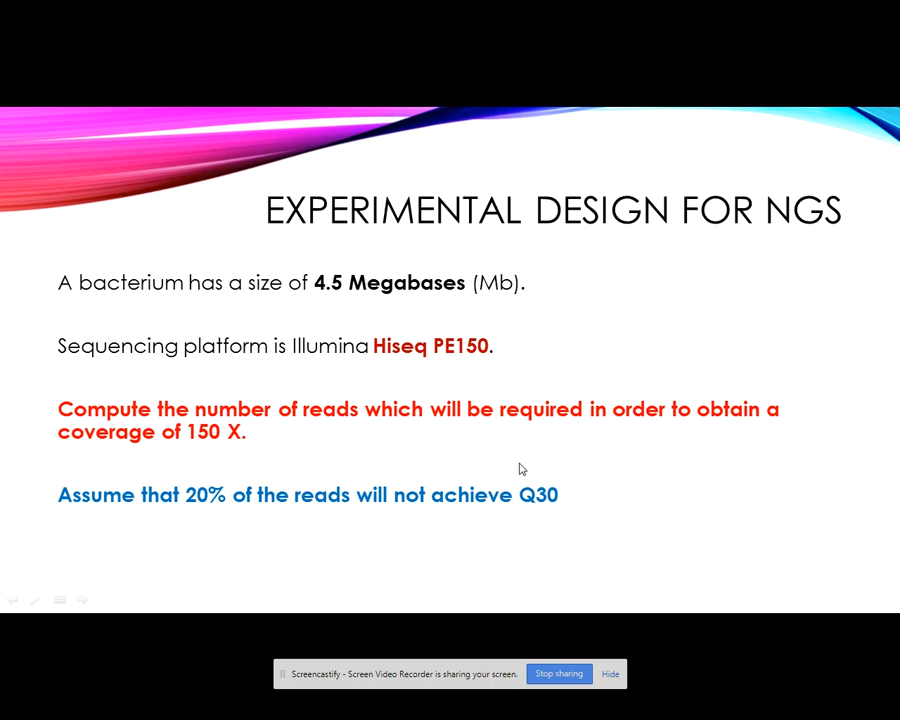 EXPERIMENTAL DESIGN FOR NGS
A bacterium has a size of 4.5 Megabases (Mb).
Sequencing platform is Illumina Hiseq PE150.
Compute the number of reads which will be required in order to obtain a
coverage of 150 X.
Assume that 20% of the reads will not achieve Q30
Screencastify - Screen Video Recorder is sharing your screen. Stop sharing Hide